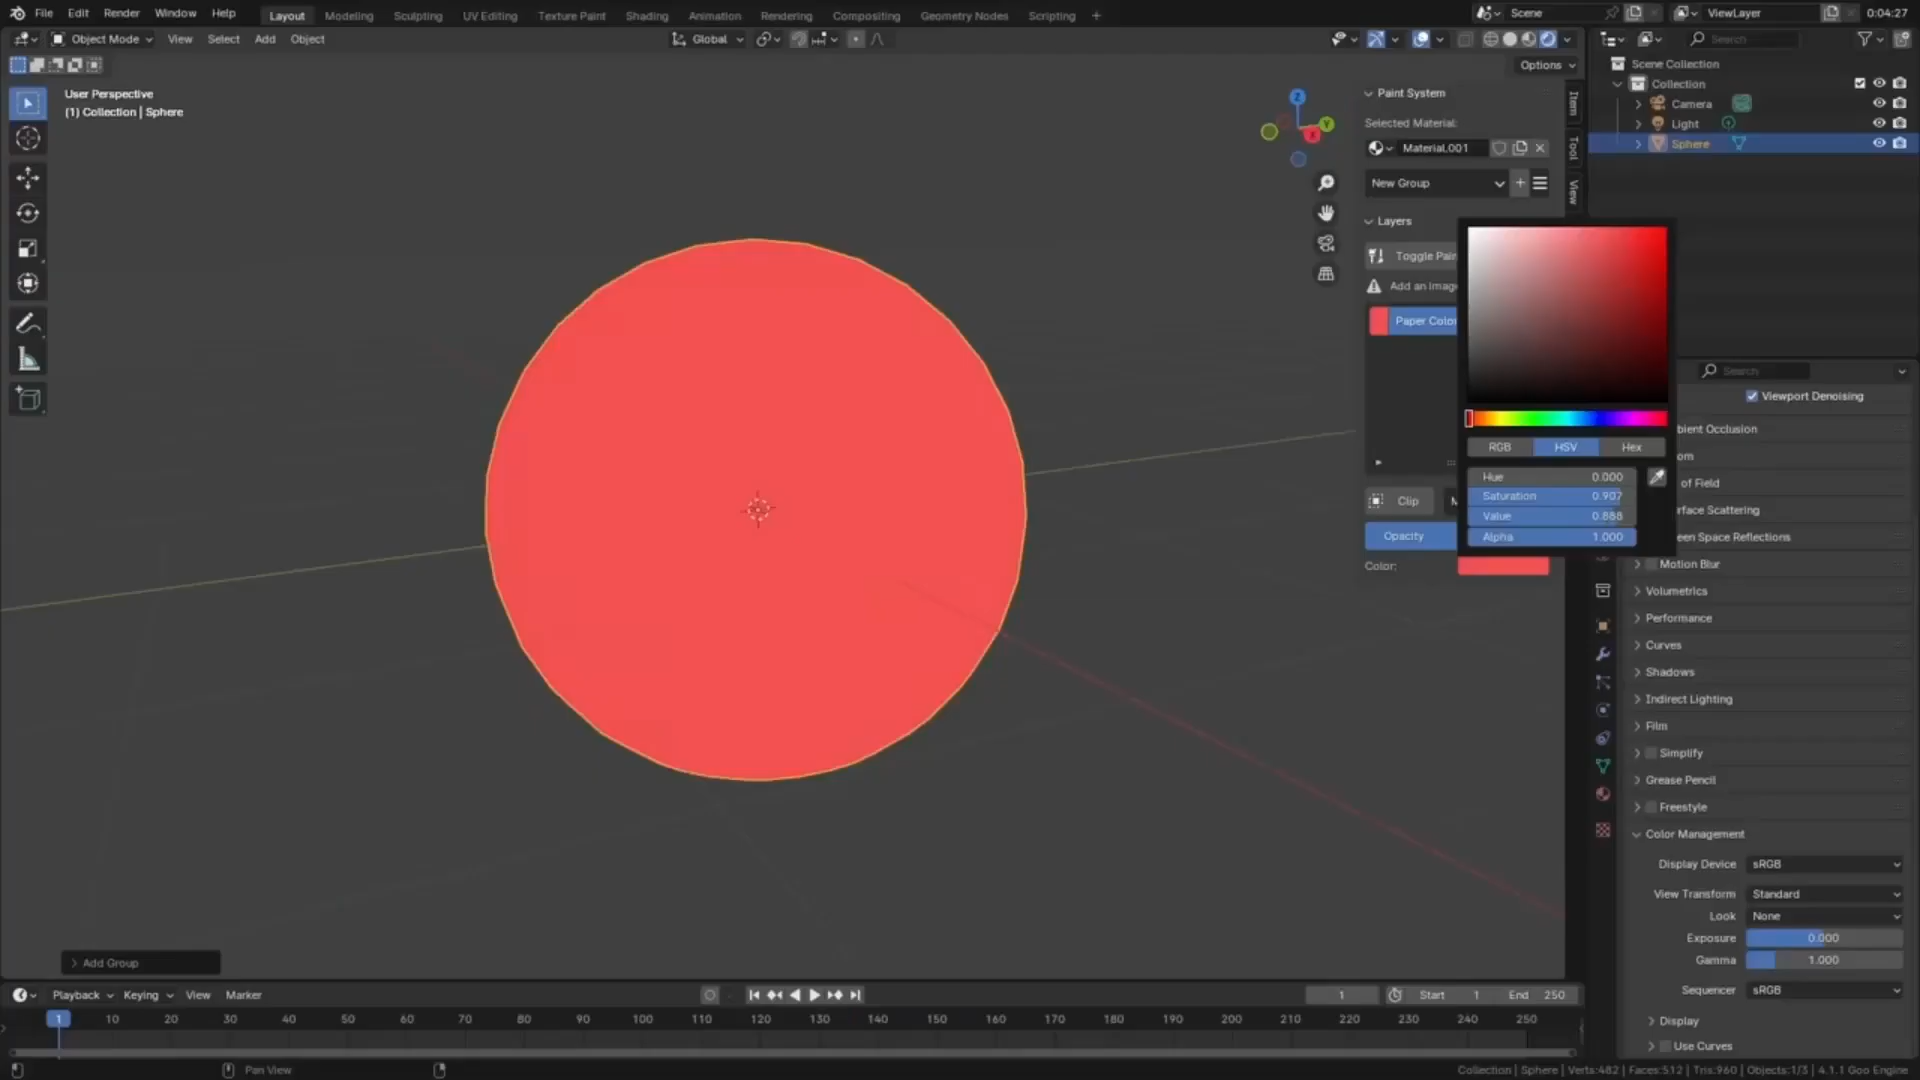 File Edit Render Window Help Layout Modeling Sculpting UV Editing Texture Paint Shading Animation Rendering Compositing Geometry Nodes Scripting + Scene ViewLayer 0:04:27
Object Mode View Select Add Object Global Search
Options
User Perspective
(1) Collection | Sphere
Z
Y
X
Paint System
Selected Material:
Material.001
New Group
Layers
Toggle Pain
Add an imag
Paper Color
Clip
Opacity
Color:
Item
Tool
View
RGB HSV Hex
Hue 0.000
Saturation 0.907
Value 0.888
Alpha 1.000
Scene Collection
Collection
Camera
Light
Sphere
Search
Viewport Denoising
bient Occlusion
om
of Field
rface Scattering
een Space Reflections
Motion Blur
Volumetrics
Performance
Curves
Shadows
Indirect Lighting
Film
Simplify
Grease Pencil
Freestyle
Color Management
Display Device sRGB
View Transform Standard
Look None
Exposure 0.000
Gamma 1.000
Sequencer sRGB
Display
Use Curves
Add Group
Playback Keying View Marker 1 Start 1 End 250
1 10 20 30 40 50 60 70 80 90 100 110 120 130 140 150 160 170 180 190 200 210 220 230 240 250
Pan View
Collection | Sphere | Verts:482 | Faces:512 | Tris:960 | Objects:1/3 | 4.1.1 Goo Engine